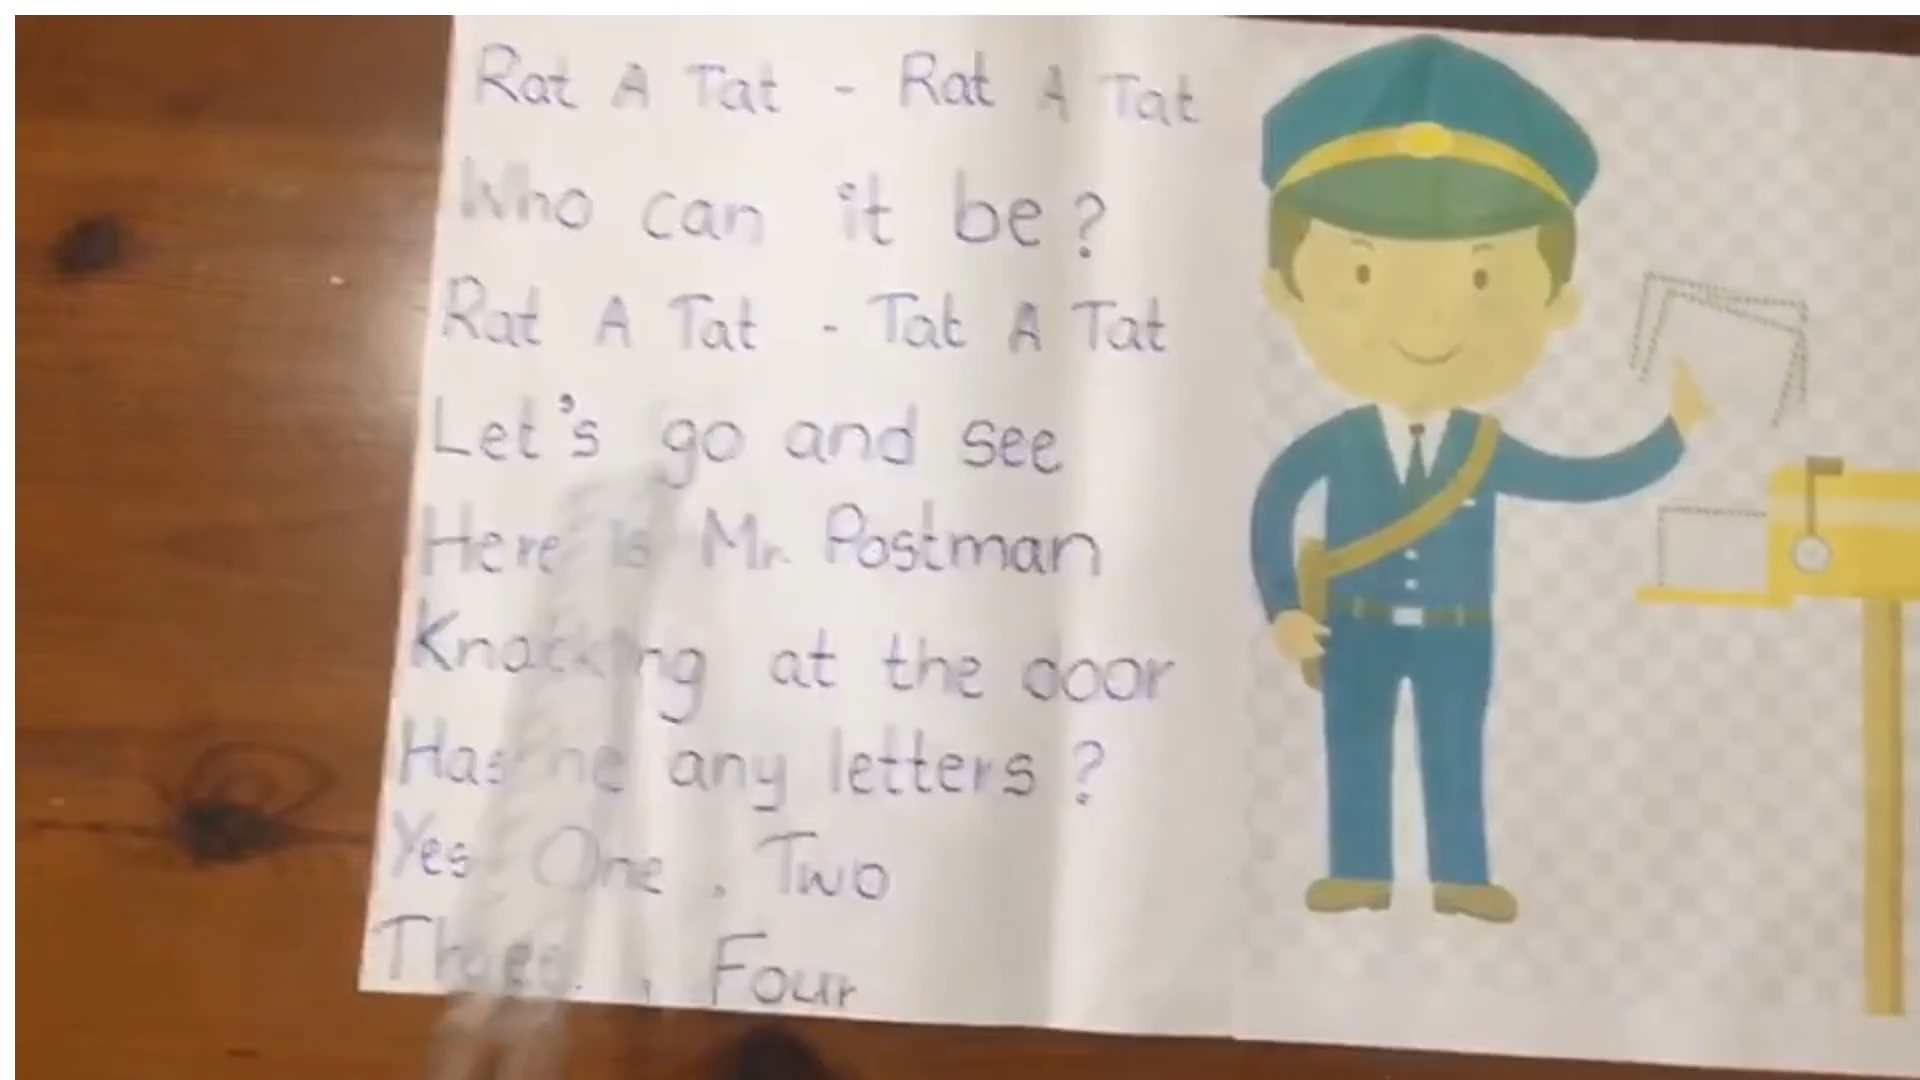 Rat A Tat - Rat A Tat
Who can it be?
Rat A Tat - Tat A Tat
Let's go and see
Here is Mr. Postman
Knocking at the door
Has he any letters?
Yes One, Two
Three, Four